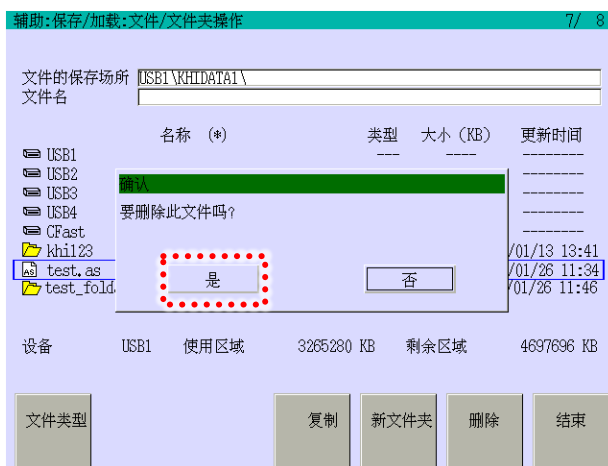 辅助:保存/加载:文件/文件夹操作 7/ 8
文件的保存场所 USB1\KHIDATA1\
文件名
名称 (*) 类型 大小 (KB) 更新时间
USB1 --- ---- --------
USB2 --------
USB3 --------
USB4 --------
CFast --------
khi123 /01/13 13:41
AS test.as /01/26 11:34
test_fold /01/26 11:46
确认
要删除此文件吗?
是 否
设备 USB1 使用区域 3265280 KB 剩余区域 4697696 KB
文件类型 复制 新文件夹 删除 结束